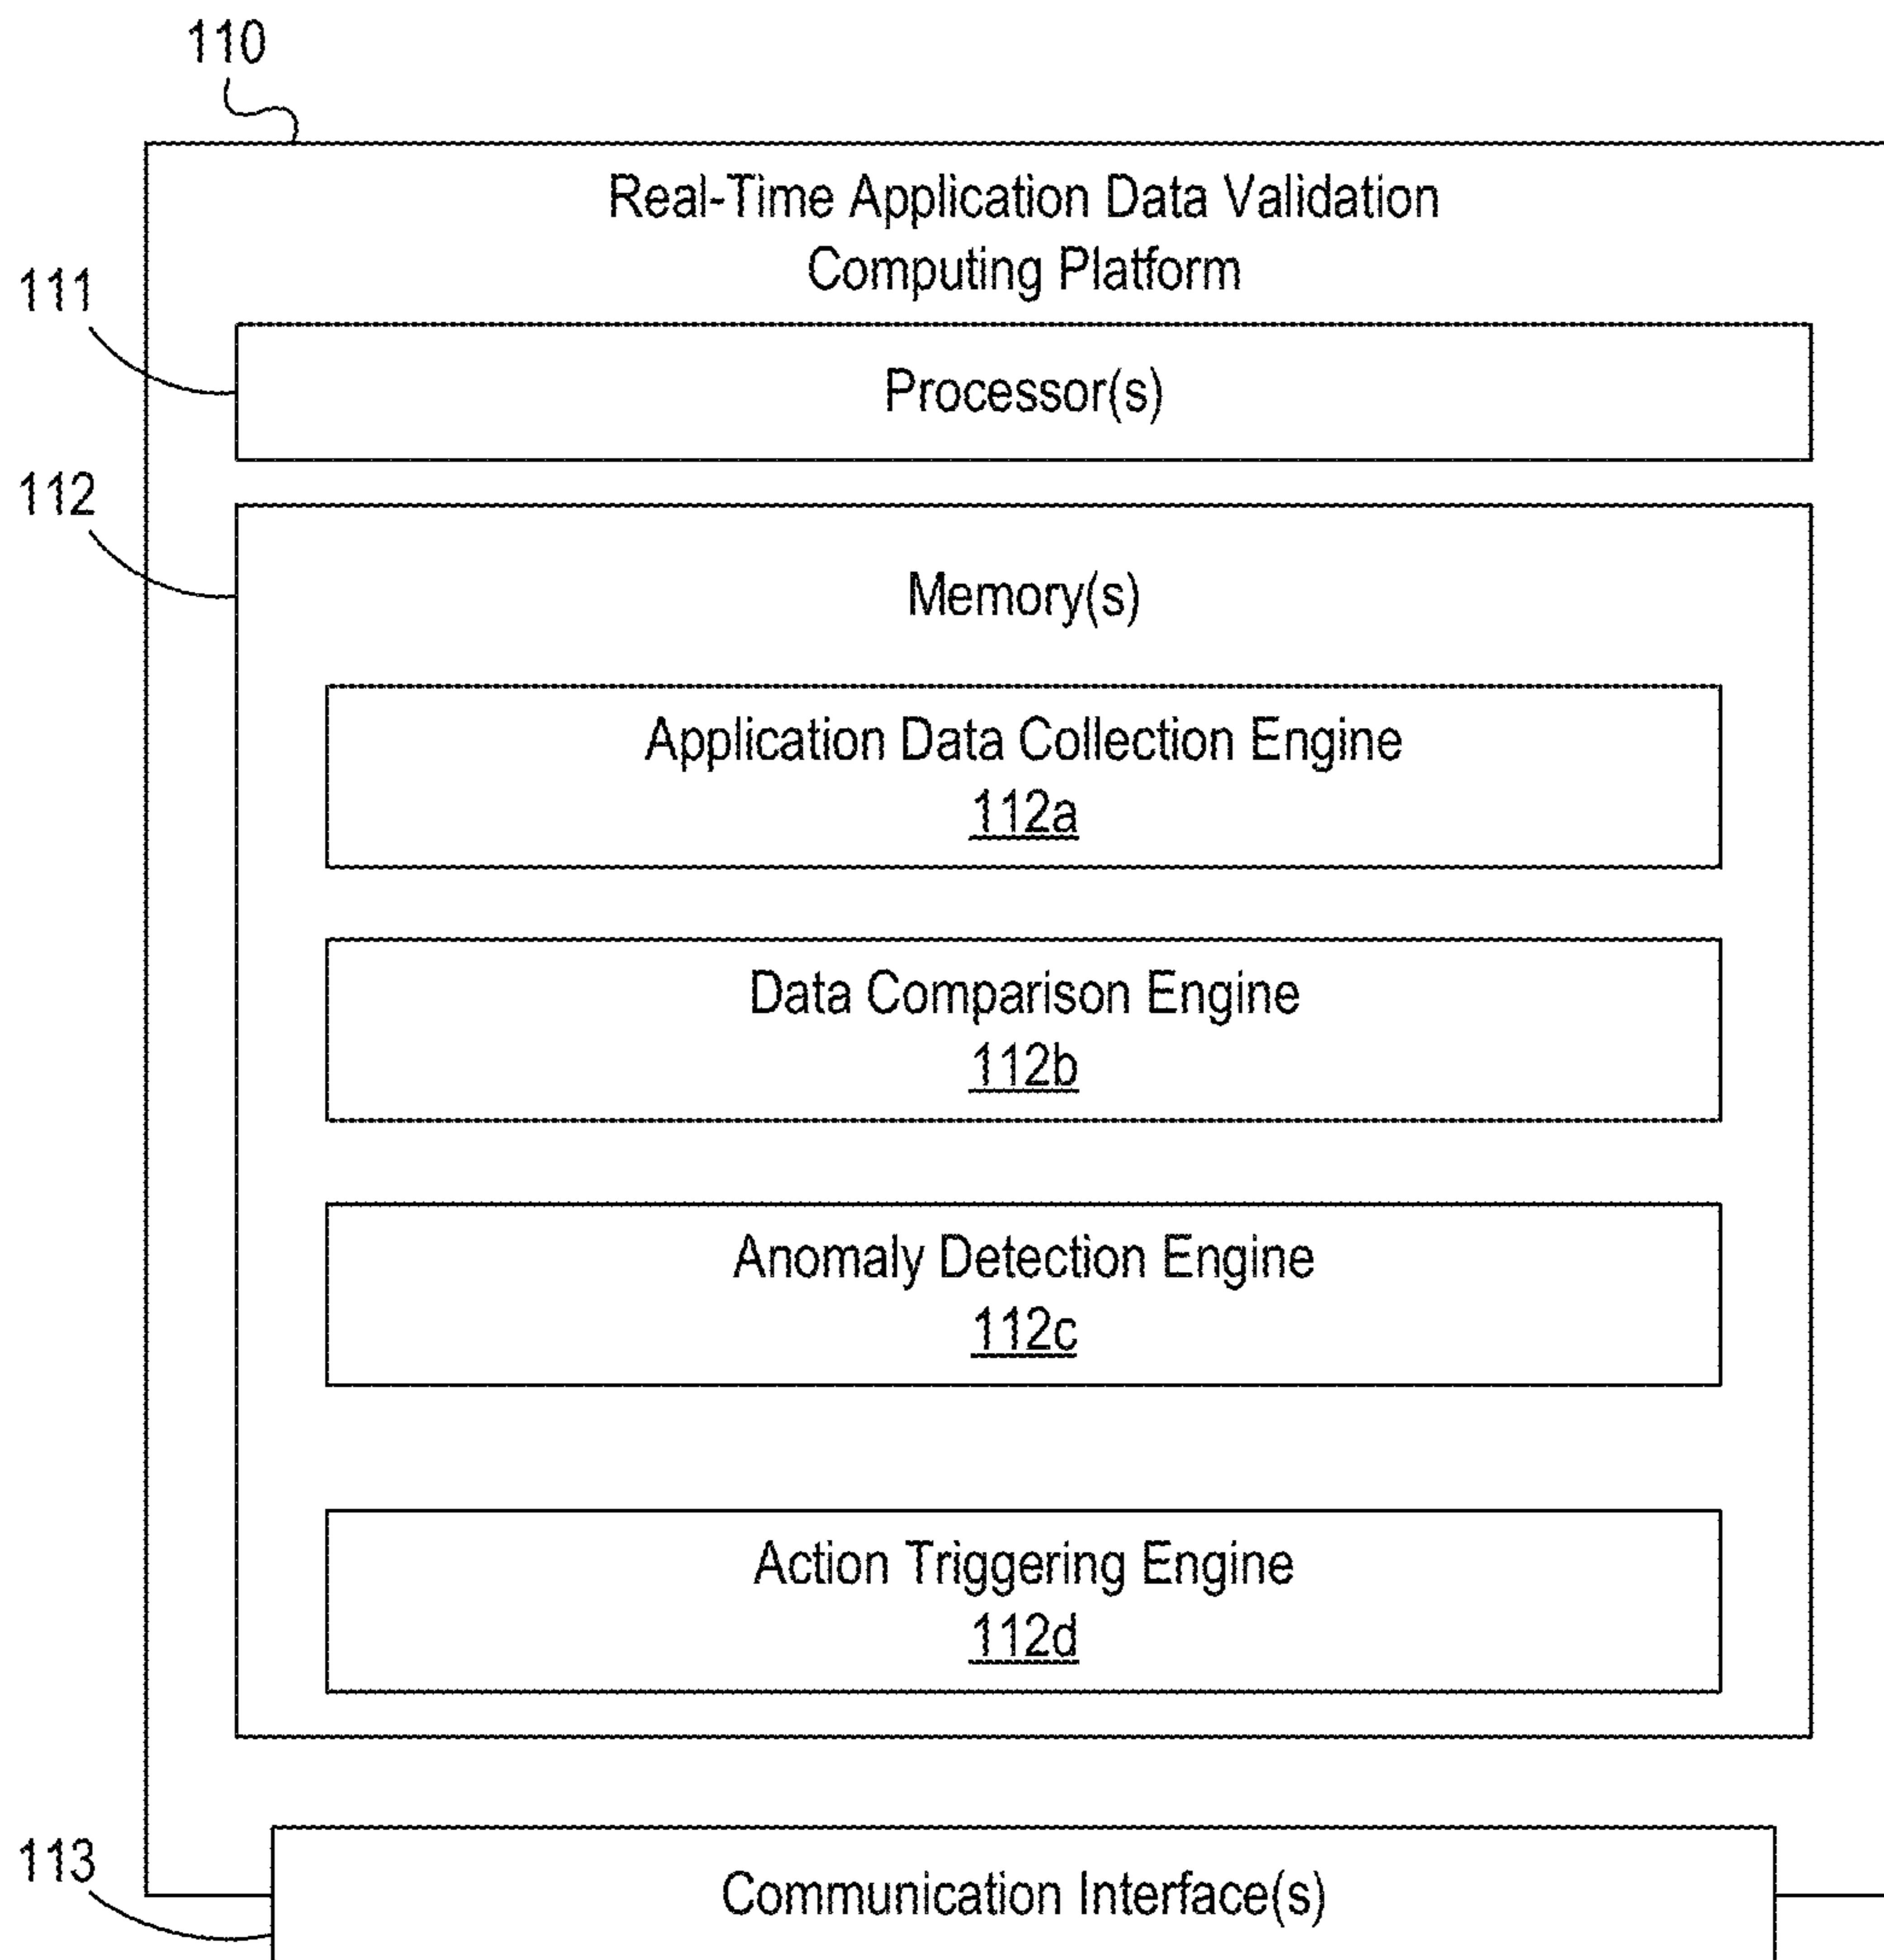 110
Real-Time Application Data Validation
Computing Platform
111
Processor(s)
112
Memory(s)
Application Data Collection Engine
112a
Data Comparison Engine
112b
Anomaly Detection Engine
112c
Action Triggering Engine
112d
113
Communication Interface(s)